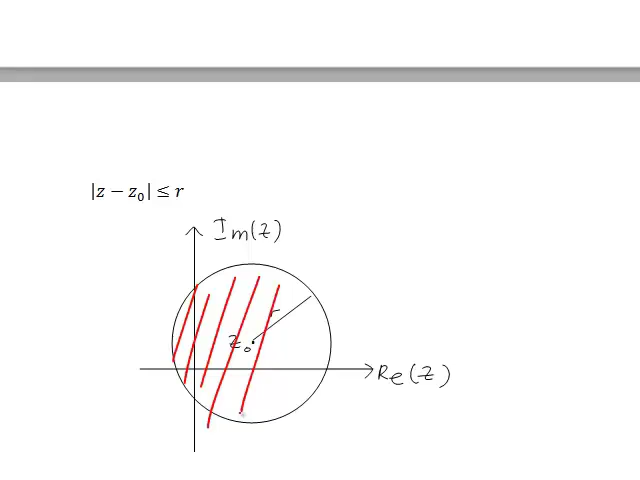 |z − z₀| ≤ r
Im(z)
r
z₀
Re(z)